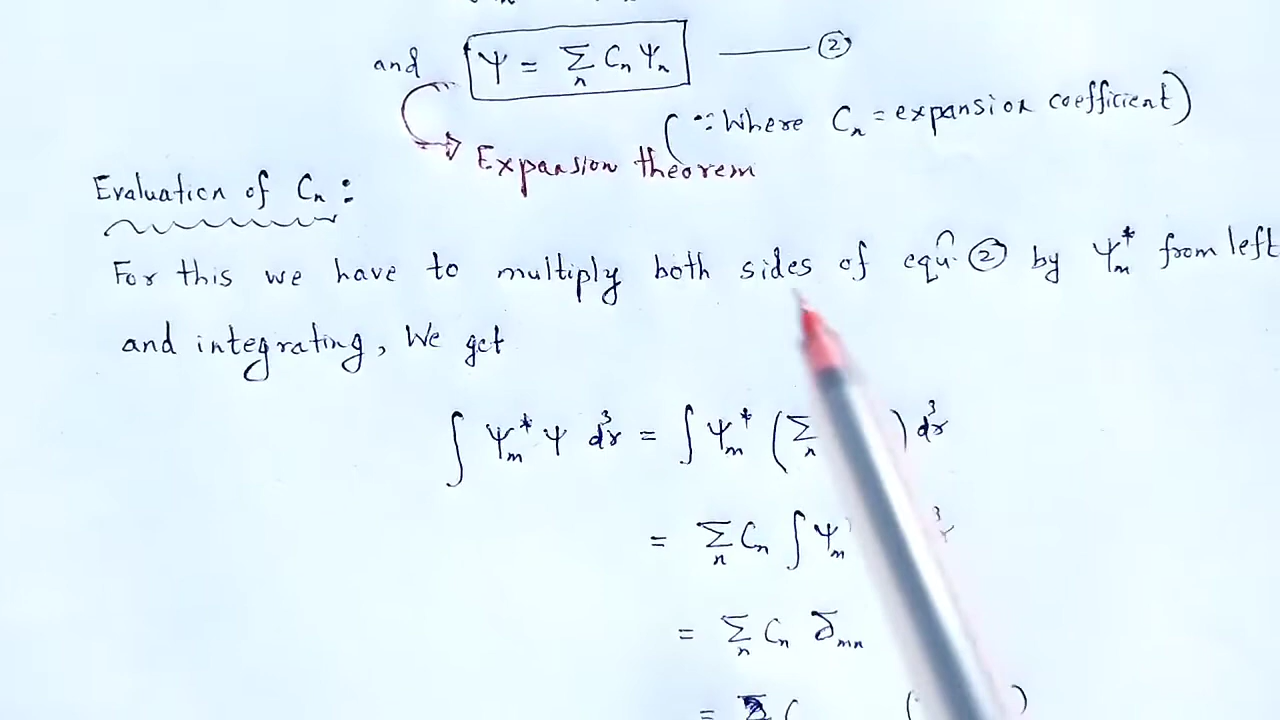 and Ψ = Σ_n C_n Ψ_n —— ②
(∵ Where C_n = expansion coefficient)
Expansion theorem
Evaluation of C_n :
For this we have to multiply both sides of equn ② by Ψ_m^* from left
and integrating, We get
∫ Ψ_m^* Ψ d³r = ∫ Ψ_m^* (Σ_n ) d³r
= Σ_n C_n ∫ Ψ_m
= Σ_n C_n δ_mn